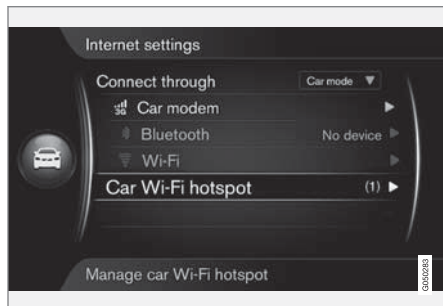 Internet settings
Connect through Car mode
3G Car modem
Bluetooth No device
Wi-Fi
Car Wi-Fi hotspot (1)
Manage car Wi-Fi hotspot
G050283